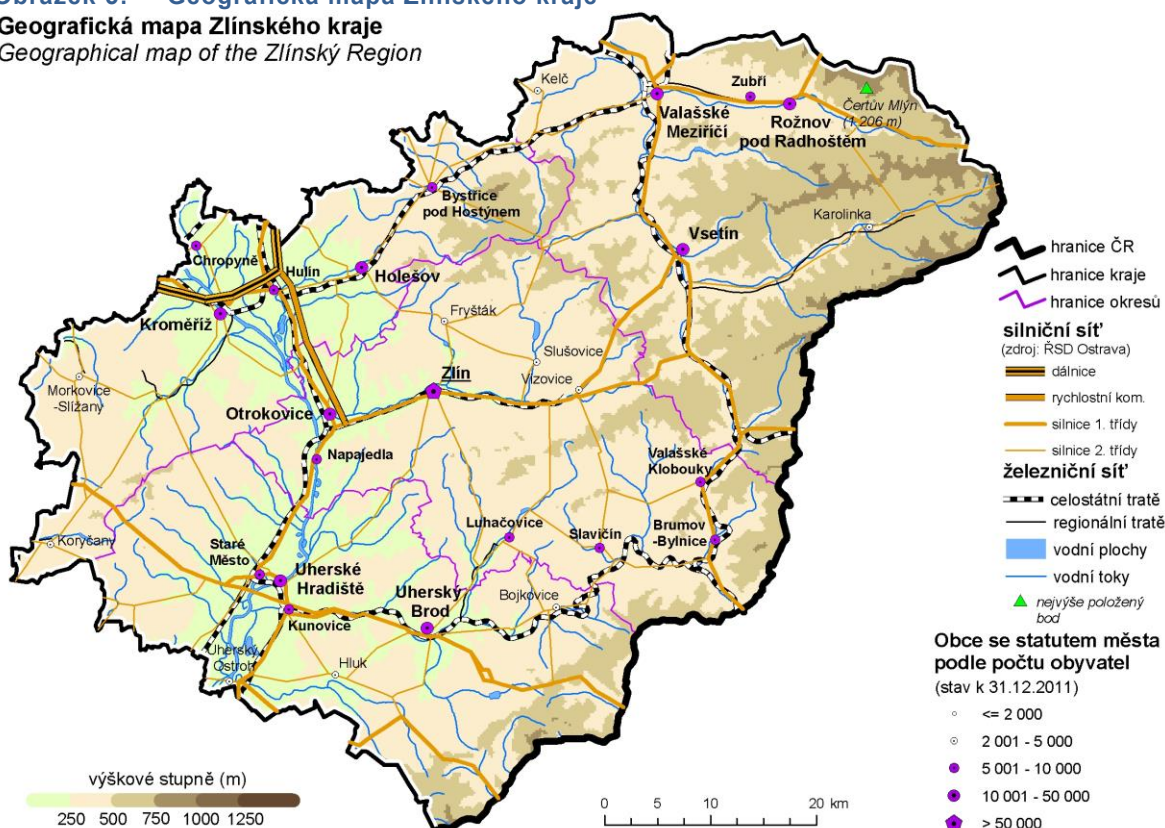 Obrázek 3: Geografická mapa Zlínského kraje
Geografická mapa Zlínského kraje
Geographical map of the Zlínský Region
Kelč
Zubří
Valašské
Meziříčí
Rožnov
pod Radhoštěm
Čertův Mlýn
(1 206 m)
Bystřice
pod Hostýnem
Karolinka
Vsetín
Chropyně
Hulín
Holešov
Kroměříž
Fryšták
Slušovice
Vizovice
Zlín
Morkovice
-Slížany
Otrokovice
Napajedla
Valašské
Klobouky
Luhačovice
Slavičín
Brumov
-Bylnice
Koryčany
Staré
Město
Uherské
Hradiště
Uherský
Brod
Bojkovice
Kunovice
Uherský
Ostroh
Hluk
hranice ČR
hranice kraje
hranice okresů
silniční síť
(zdroj: ŘSD Ostrava)
dálnice
rychlostní kom.
silnice 1. třídy
silnice 2. třídy
železniční síť
celostátní tratě
regionální tratě
vodní plochy
vodní toky
nejvýše položený
bod
Obce se statutem města
podle počtu obyvatel
(stav k 31.12.2011)
<= 2 000
2 001 - 5 000
5 001 - 10 000
10 001 - 50 000
> 50 000
výškové stupně (m)
250 500 750 1000 1250
0 5 10 20 km